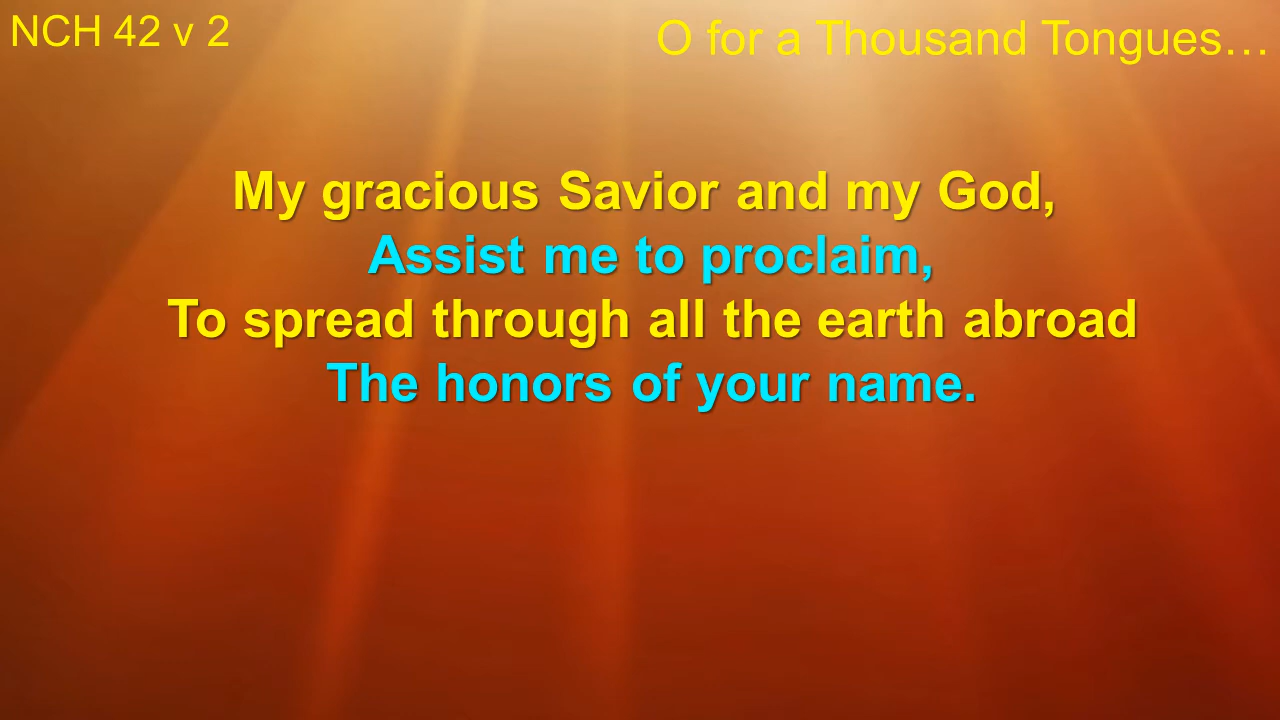 NCH 42 v 2
O for a Thousand Tongues…
My gracious Savior and my God,
Assist me to proclaim,
To spread through all the earth abroad
The honors of your name.